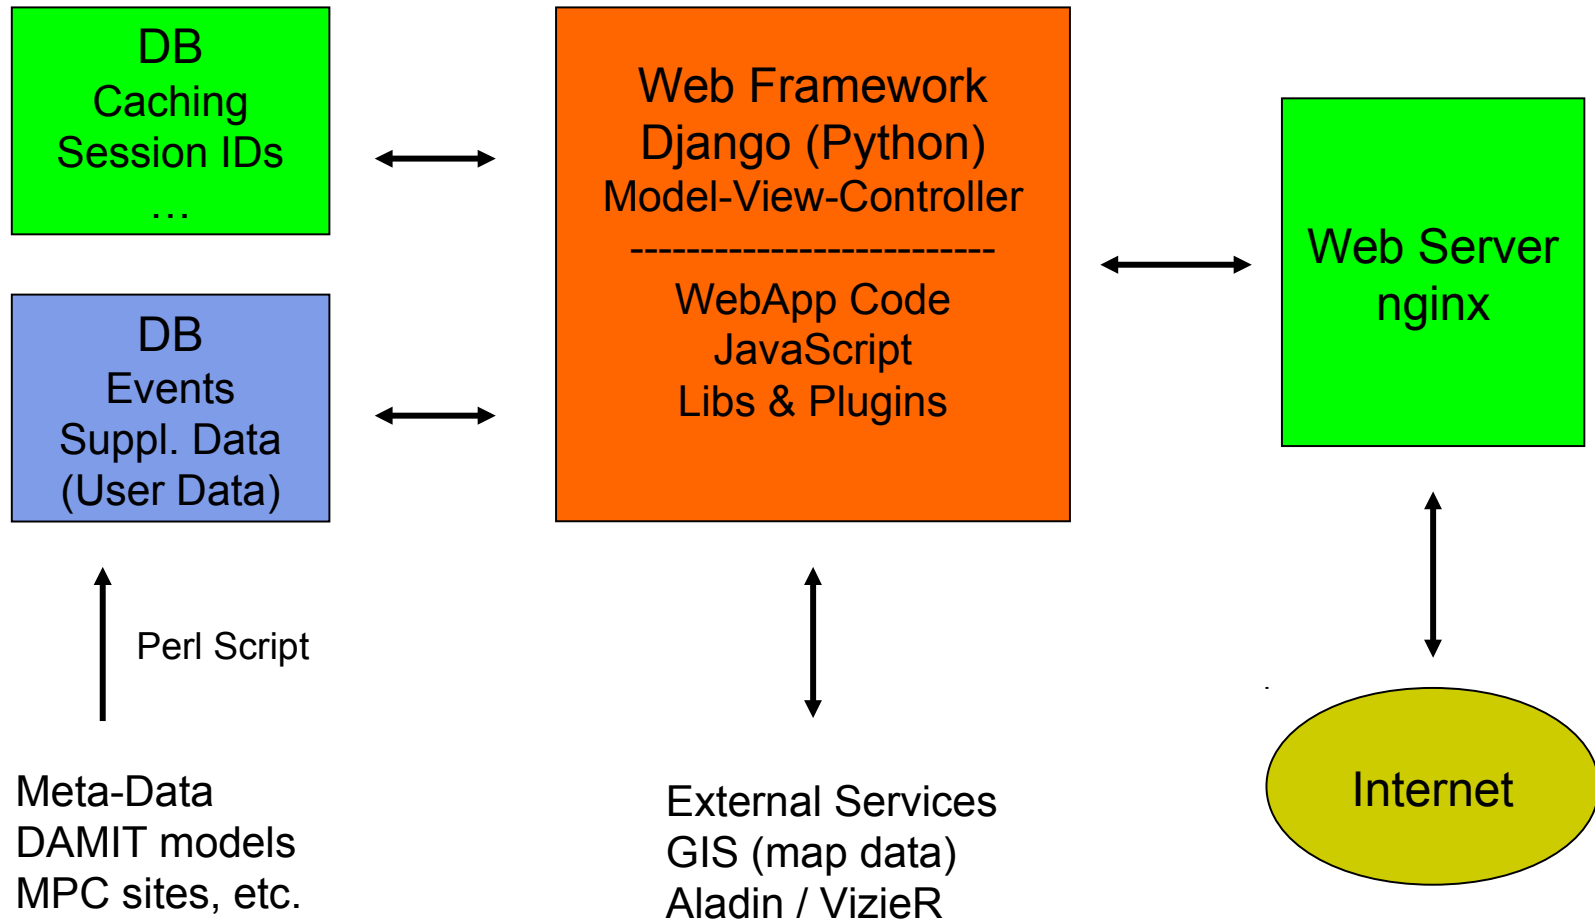 DB
Caching
Session IDs
…
DB
Events
Suppl. Data
(User Data)
Perl Script
Meta-Data
DAMIT models
MPC sites, etc.
Web Framework
Django (Python)
Model-View-Controller
--------------------------
WebApp Code
JavaScript
Libs & Plugins
External Services
GIS (map data)
Aladin / VizieR
Web Server
nginx
Internet